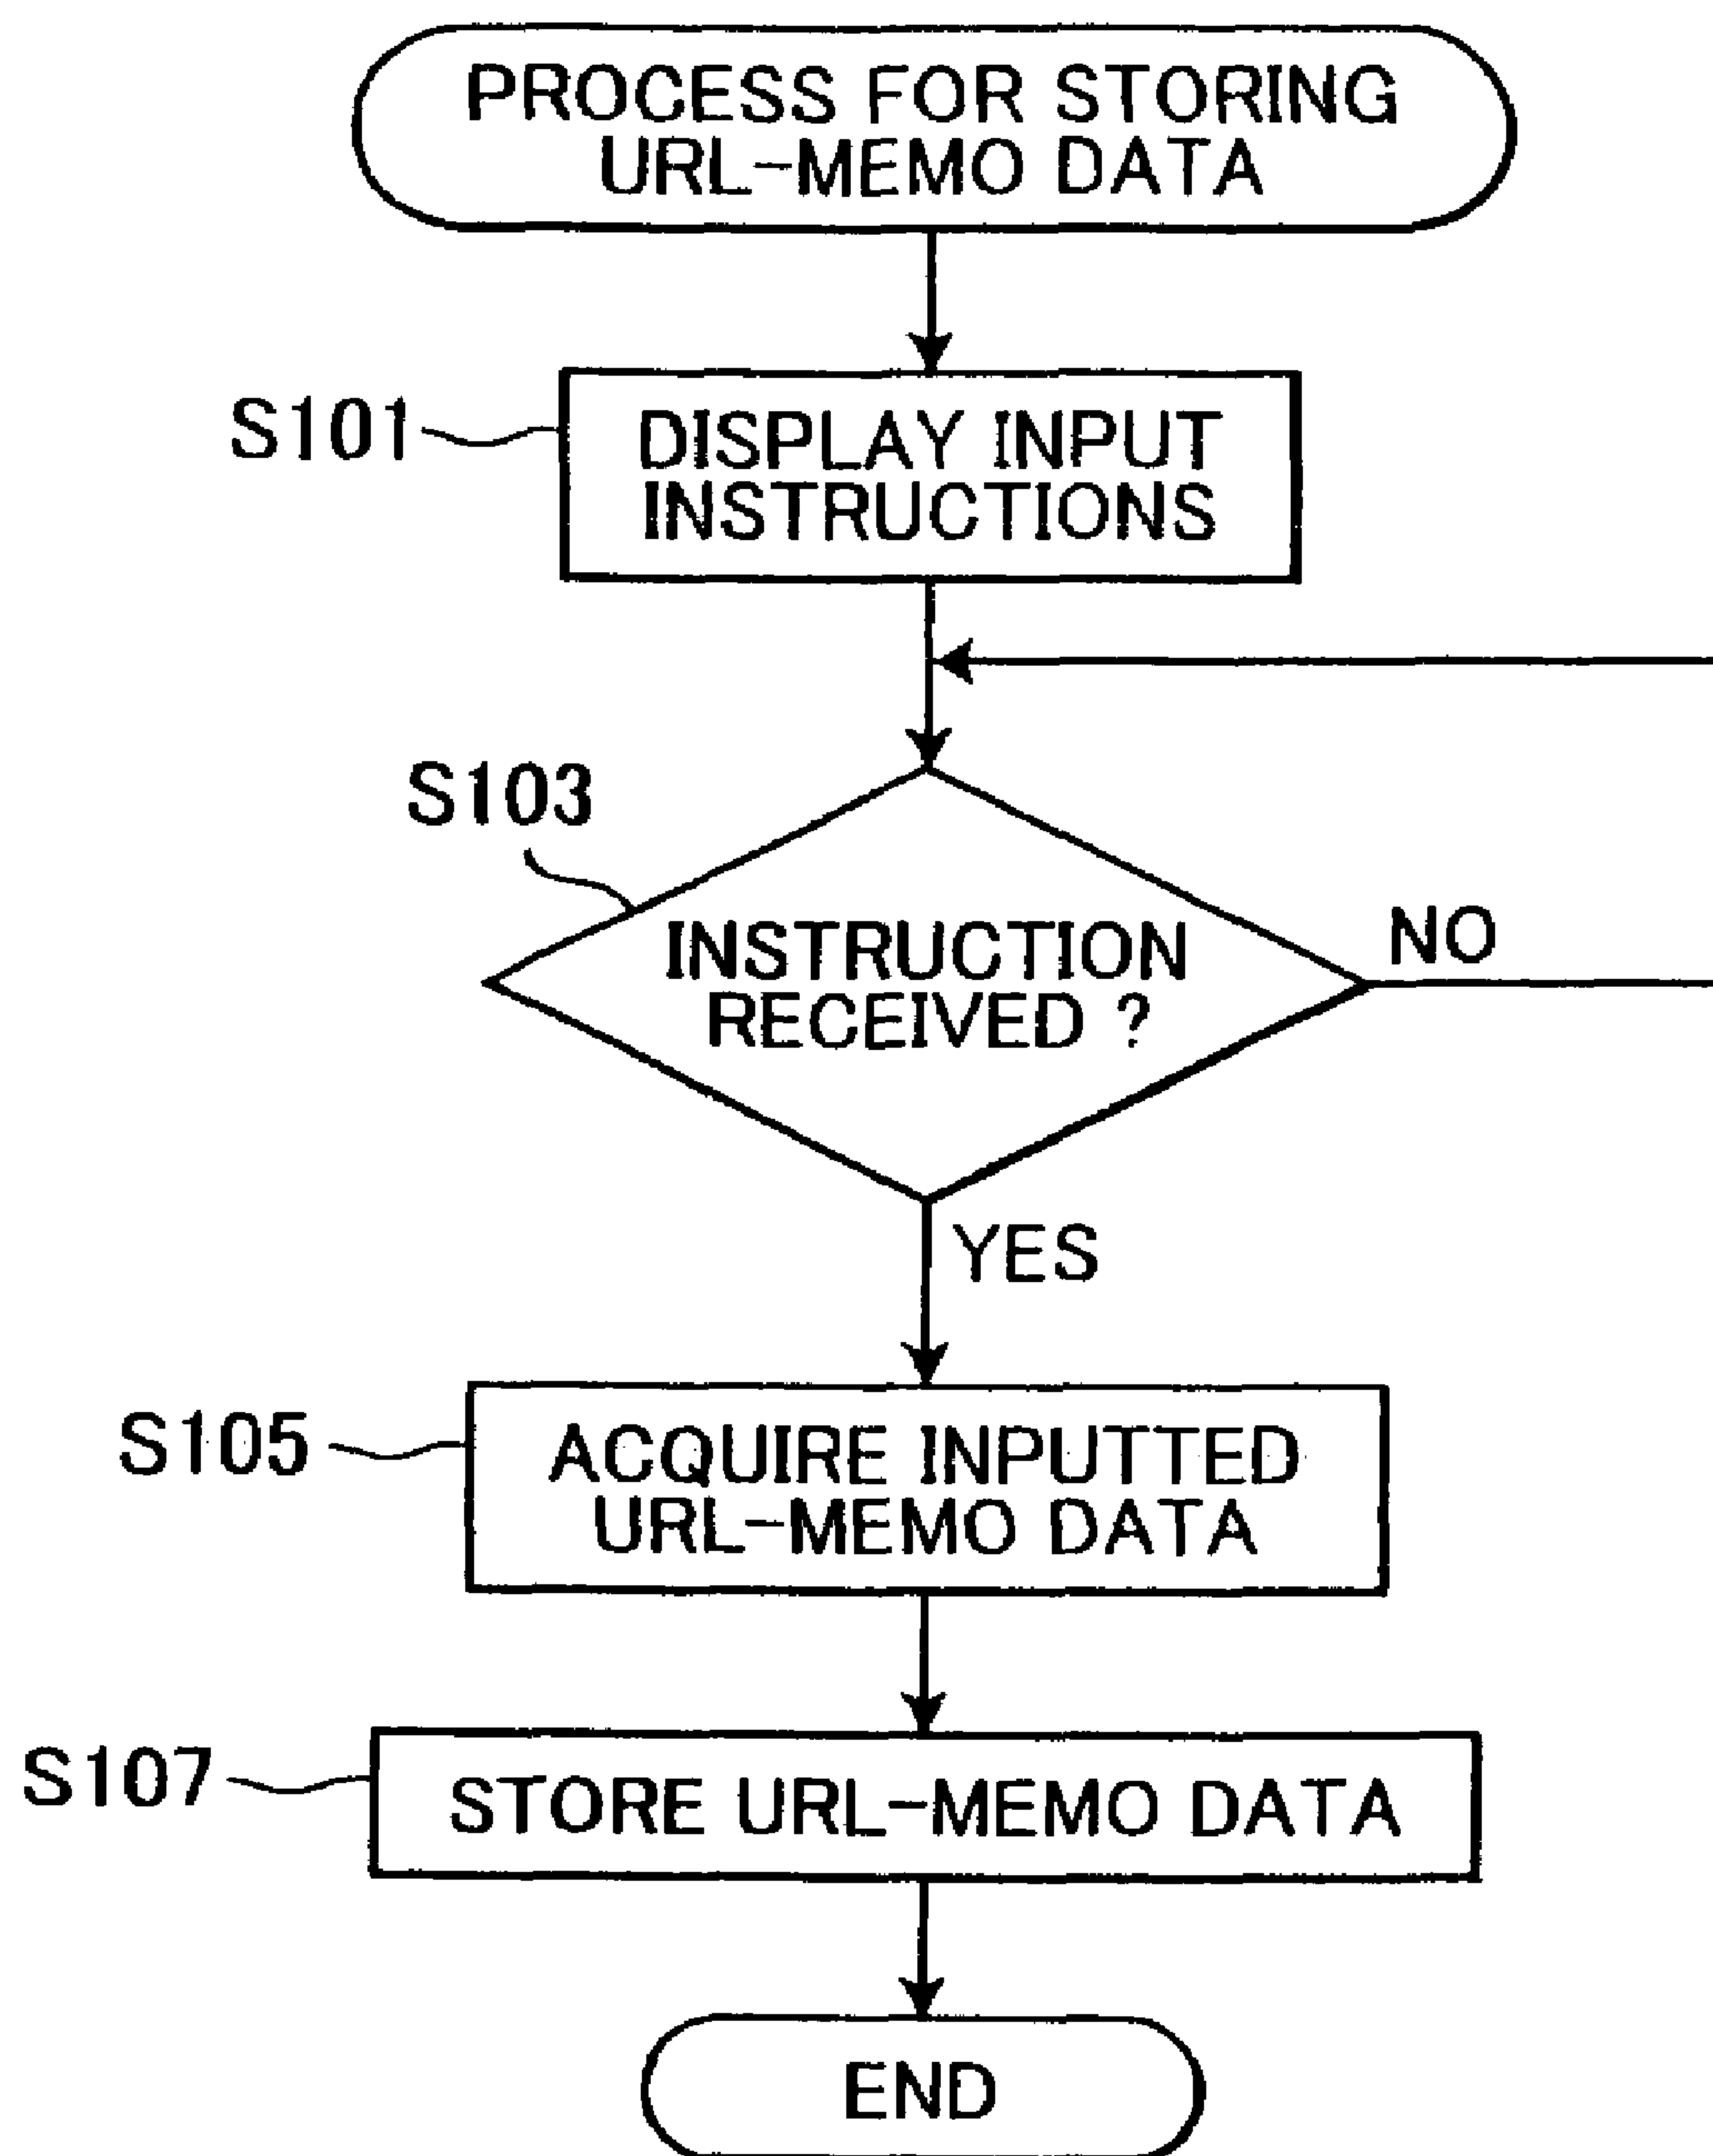 PROCESS FOR STORING
URL-MEMO DATA
S101
DISPLAY INPUT
INSTRUCTIONS
S103
INSTRUCTION
RECEIVED ?
NO
YES
S105
ACQUIRE INPUTTED
URL-MEMO DATA
S107
STORE URL-MEMO DATA
END